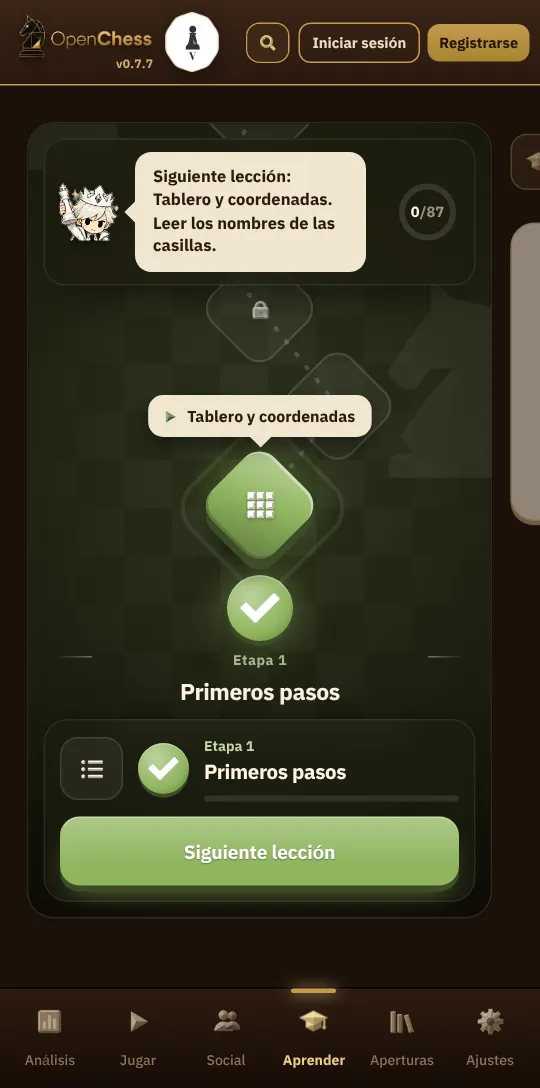 OpenChess
v0.7.7
V
Iniciar sesión
Registrarse
Siguiente lección:
Tablero y coordenadas.
Leer los nombres de las
casillas.
0/87
Tablero y coordenadas
Etapa 1
Primeros pasos
Etapa 1
Primeros pasos
Siguiente lección
Análisis
Jugar
Social
Aprender
Aperturas
Ajustes